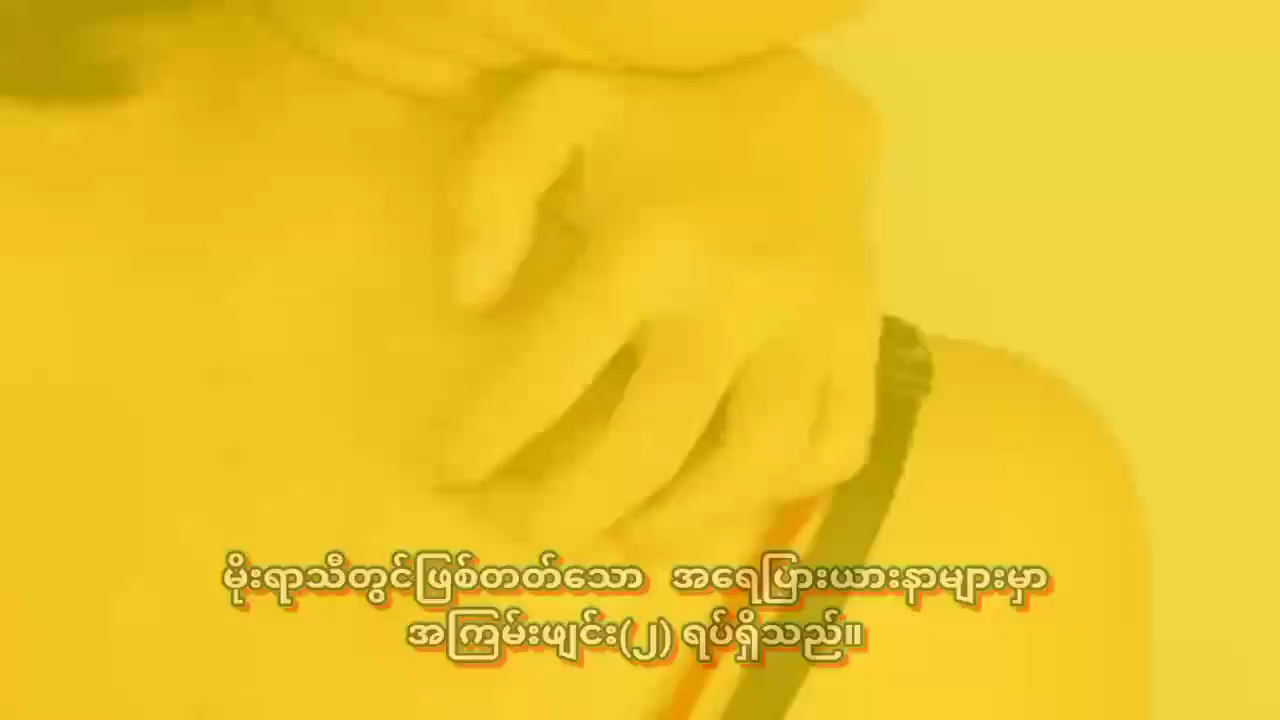 မိုးရာသီတွင်ဖြစ်တတ်သော အရေပြားယားနာများမှာ
အကြမ်းဖျင်း(၂) ရပ်ရှိသည်။